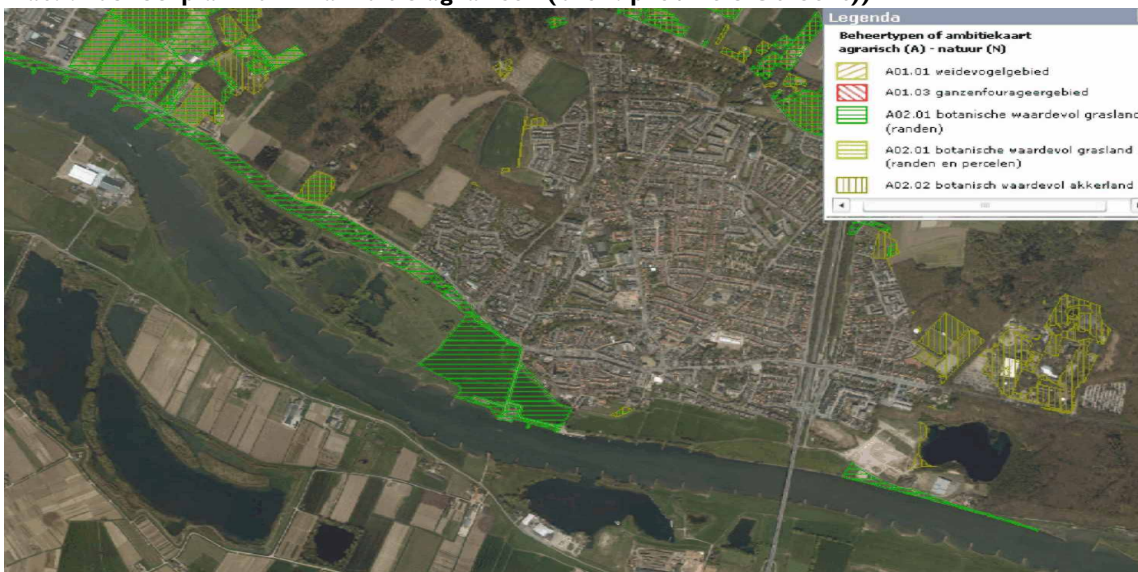 Legenda
Beheertypen of ambitiekaart
agrarisch (A) - natuur (N)
A01.01 weidevogelgebied
A01.03 ganzenfourageergebied
A02.01 botanische waardevol grasland
(randen)
A02.01 botanische waardevol grasland
(randen en percelen)
A02.02 botanisch waardevol akkerland